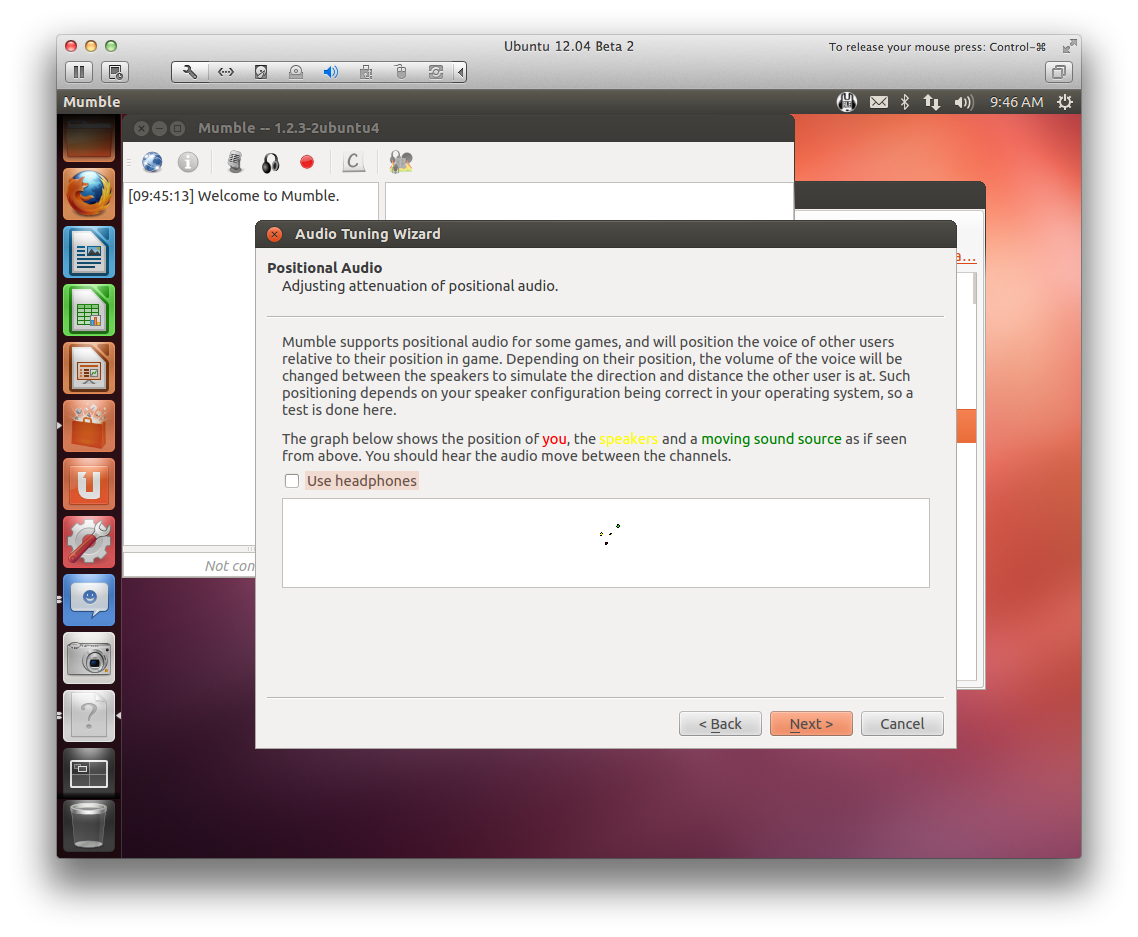 Ubuntu 12.04 Beta 2
To release your mouse press: Control-⌘
Mumble
9:46 AM
Mumble -- 1.2.3-2ubuntu4
[09:45:13] Welcome to Mumble.
Audio Tuning Wizard
a...
Positional Audio
Adjusting attenuation of positional audio.
Mumble supports positional audio for some games, and will position the voice of other users
relative to their position in game. Depending on their position, the volume of the voice will be
changed between the speakers to simulate the direction and distance the other user is at. Such
positioning depends on your speaker configuration being correct in your operating system, so a
test is done here.
The graph below shows the position of you, the speakers and a moving sound source as if seen
from above. You should hear the audio move between the channels.
Use headphones
Not con
< Back
Next >
Cancel